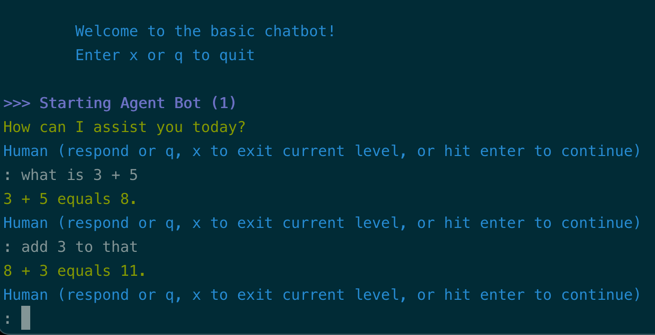 Welcome to the basic chatbot!
Enter x or q to quit
>>> Starting Agent Bot (1)
How can I assist you today?
Human (respond or q, x to exit current level, or hit enter to continue)
: what is 3 + 5
3 + 5 equals 8.
Human (respond or q, x to exit current level, or hit enter to continue)
: add 3 to that
8 + 3 equals 11.
Human (respond or q, x to exit current level, or hit enter to continue)
: